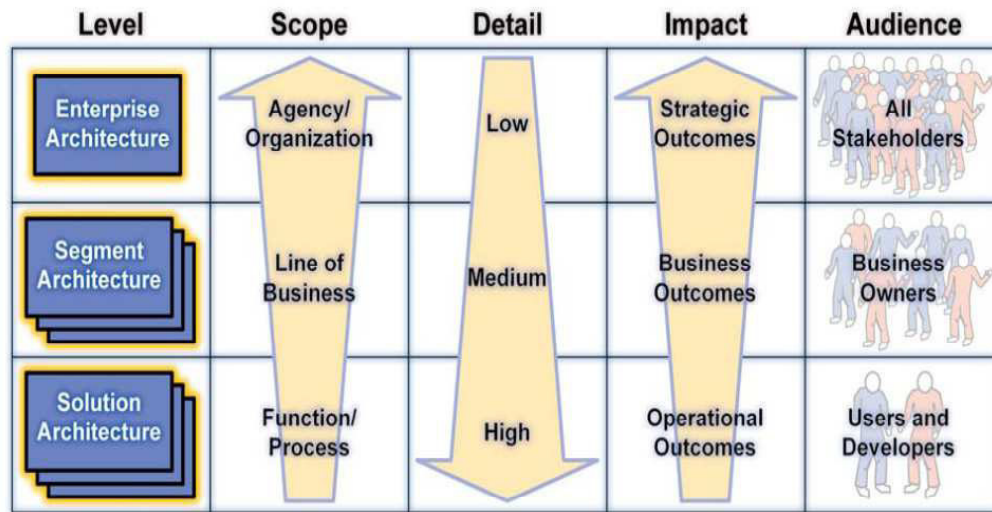 Level Scope Detail Impact Audience
Enterprise
Architecture
Agency/
Organization
Low
Strategic
Outcomes
All
Stakeholders
Segment
Architecture
Line of
Business
Medium
Business
Outcomes
Business
Owners
Solution
Architecture
Function/
Process
High
Operational
Outcomes
Users and
Developers